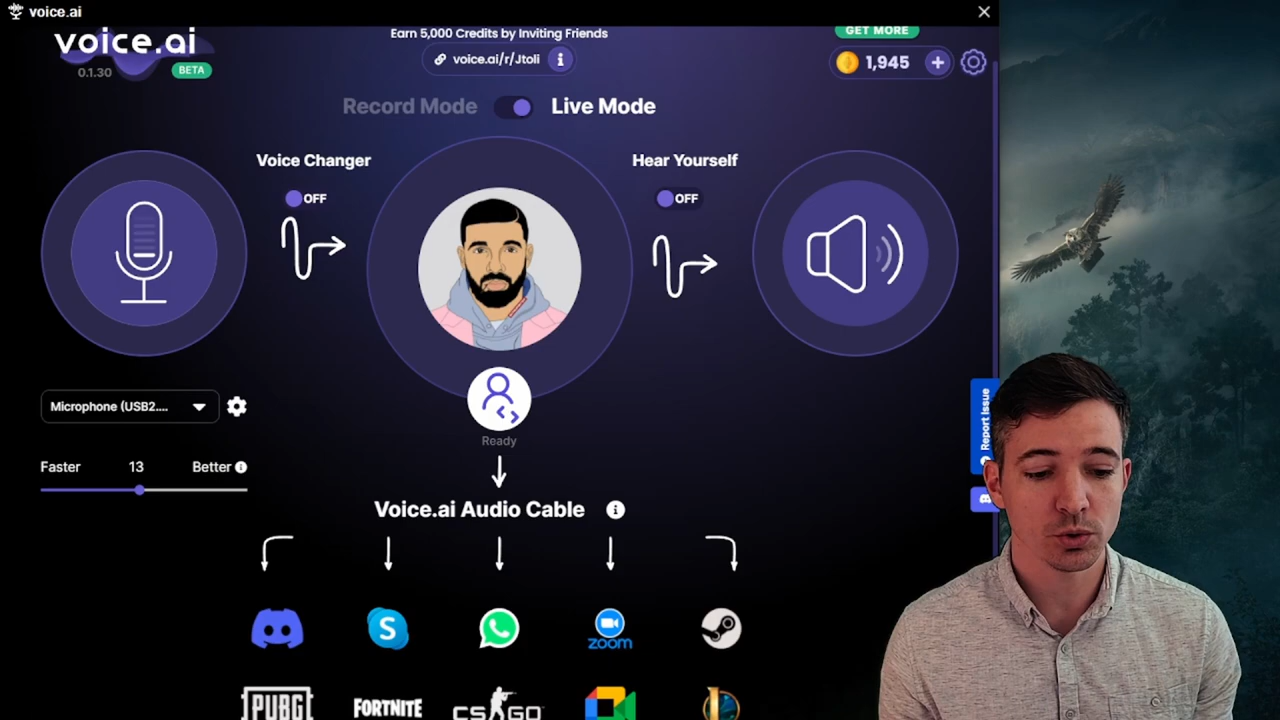 voice.ai
voice.ai
0.1.30
BETA
Earn 5,000 Credits by Inviting Friends
voice.ai/r/Jtoli
i
GET MORE
1,945
+
Record Mode
Live Mode
Voice Changer
OFF
Hear Yourself
OFF
Microphone (USB2....
Ready
Faster
13
Better
i
Report Issue
Voice.ai Audio Cable
i
S
zoom
PUBG
FORTNITE
CS GO
L